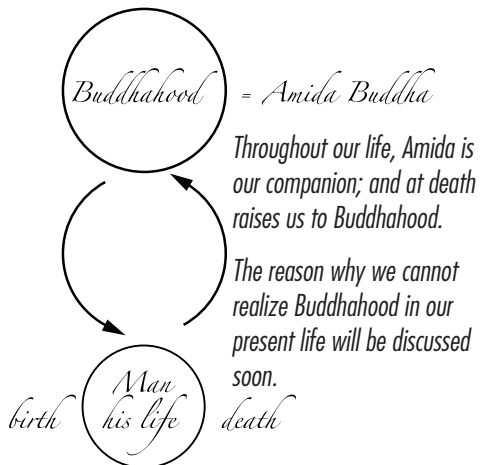 Buddhahood = Amida Buddha
Throughout our life, Amida is
our companion; and at death
raises us to Buddhahood.
The reason why we cannot
realize Buddhahood in our
present life will be discussed
soon.
Man
birth his life death